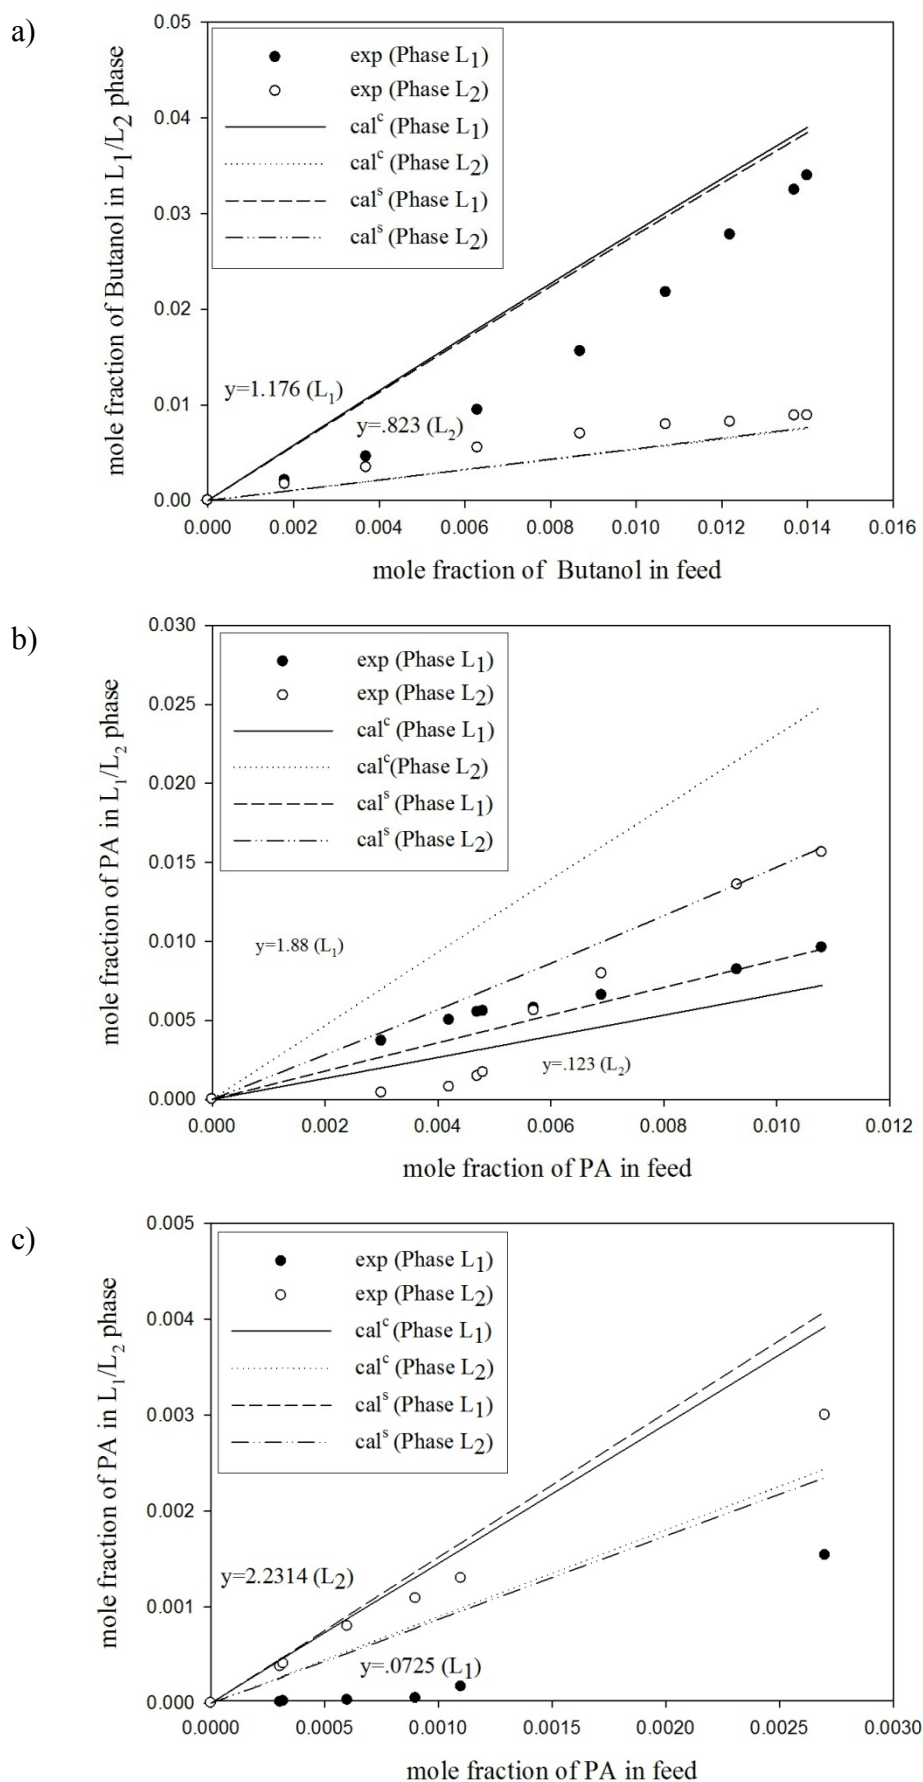 a)
0.05
0.04
0.03
0.02
0.01
0.00
mole fraction of Butanol in L1/L2 phase
exp (Phase L1)
exp (Phase L2)
cal^c (Phase L1)
cal^c (Phase L2)
cal^s (Phase L1)
cal^s (Phase L2)
y=1.176 (L1)
y=.823 (L2)
0.000 0.002 0.004 0.006 0.008 0.010 0.012 0.014 0.016
mole fraction of Butanol in feed
b)
0.030
0.025
0.020
0.015
0.010
0.005
0.000
mole fraction of PA in L1/L2 phase
exp (Phase L1)
exp (Phase L2)
cal^c (Phase L1)
cal^c(Phase L2)
cal^s (Phase L1)
cal^s (Phase L2)
y=1.88 (L1)
y=.123 (L2)
0.000 0.002 0.004 0.006 0.008 0.010 0.012
mole fraction of PA in feed
c)
0.005
0.004
0.003
0.002
0.001
0.000
mole fraction of PA in L1/L2 phase
exp (Phase L1)
exp (Phase L2)
cal^c (Phase L1)
cal^c (Phase L2)
cal^s (Phase L1)
cal^s (Phase L2)
y=2.2314 (L2)
y=.0725 (L1)
0.0000 0.0005 0.0010 0.0015 0.0020 0.0025 0.0030
mole fraction of PA in feed